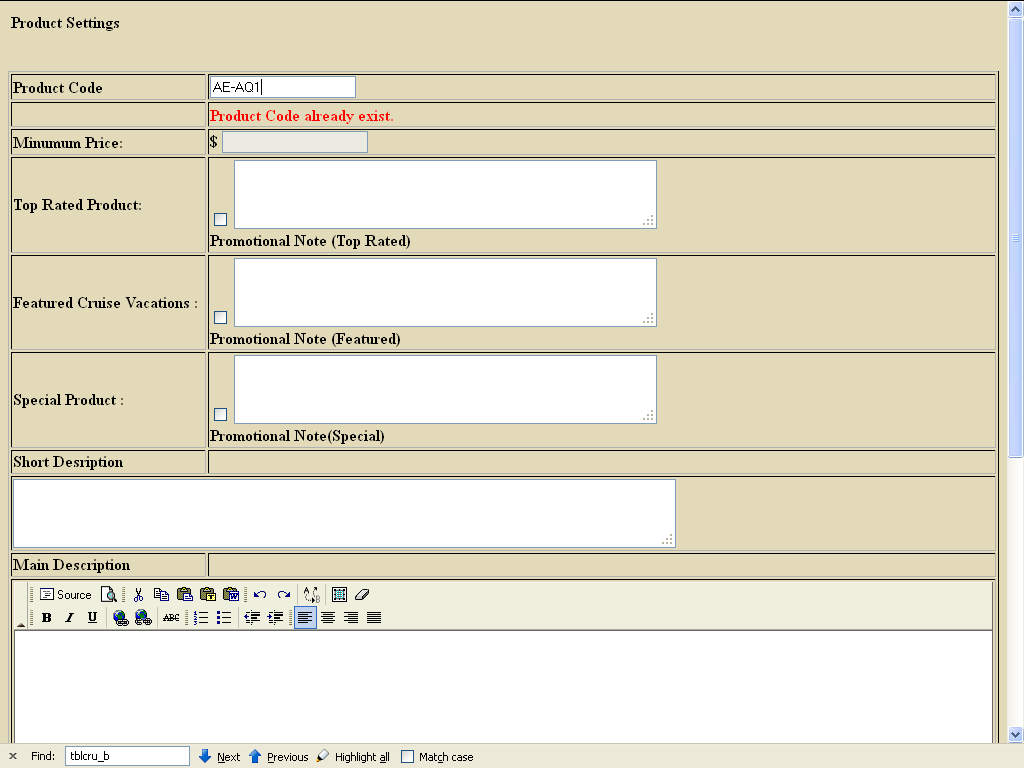 Product Settings
Product Code AE-AQ1
Product Code already exist.
Minumum Price: $
Top Rated Product:
Promotional Note (Top Rated)
Featured Cruise Vacations :
Promotional Note (Featured)
Special Product :
Promotional Note(Special)
Short Desription
Main Description
Source
B I U ABC
Find: tblcru_b Next Previous Highlight all Match case